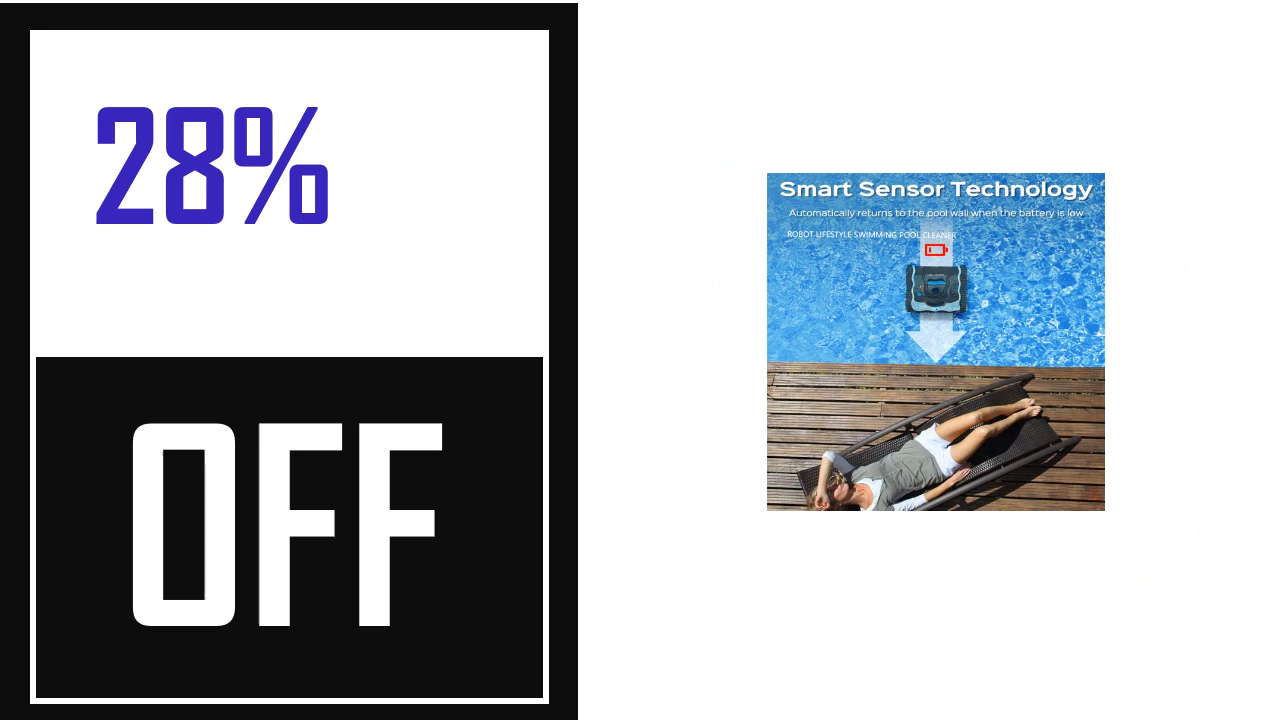 28%
OFF
Smart Sensor Technology
Automatically returns to the pool wall when the battery is low
ROBOT LIFESTYLE SWIMMING POOL CLEANER